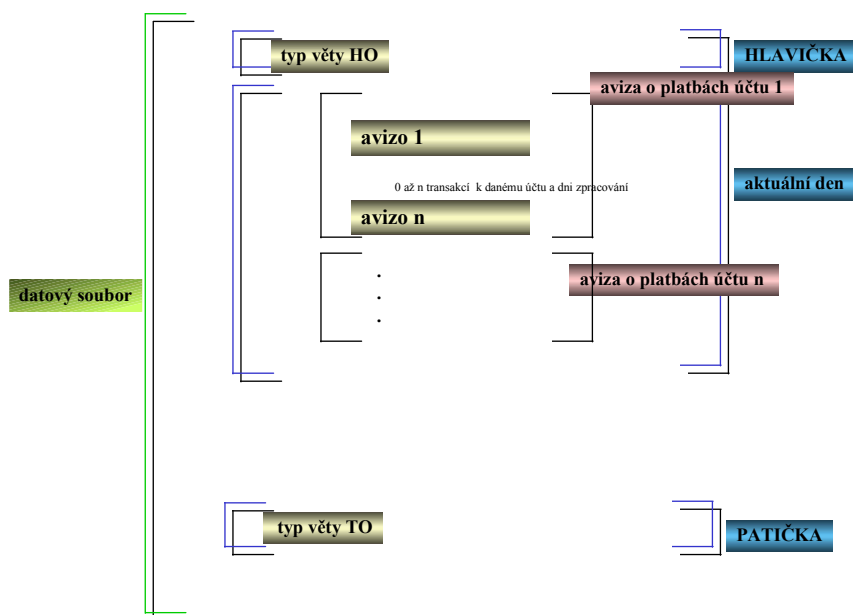 typ věty HO
HLAVIČKA
aviza o platbách účtu 1
avizo 1
aktuální den
0 až n transakcí k danému účtu a dni zpracování
avizo n
aviza o platbách účtu n
datový soubor
.
.
.
typ věty TO
PATIČKA